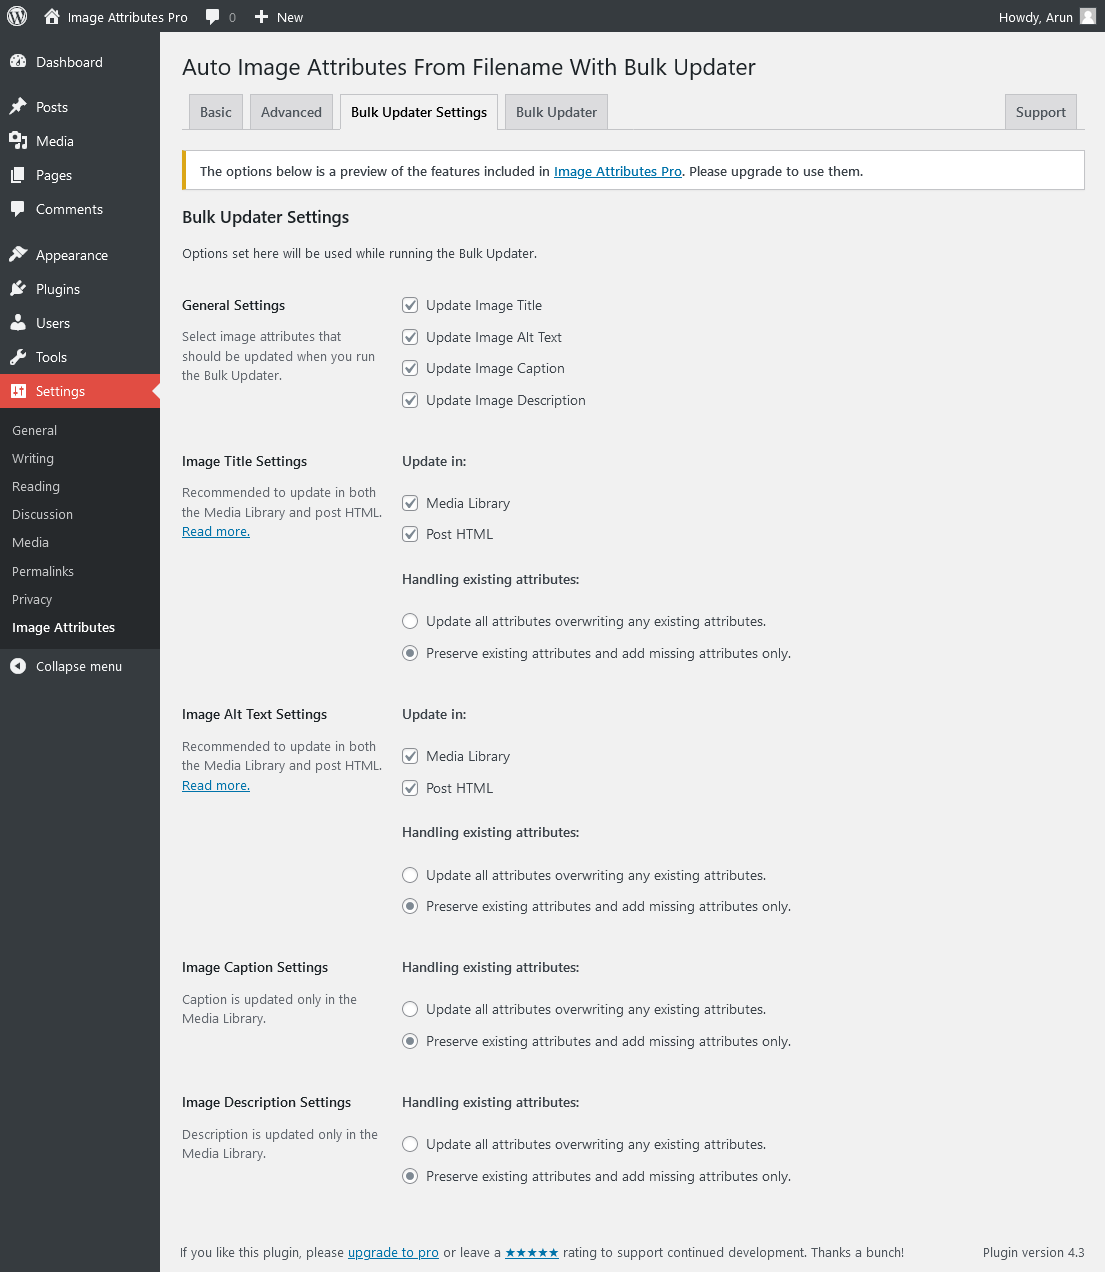 Image Attributes Pro 0 New Howdy, Arun
Dashboard
Posts
Media
Pages
Comments
Appearance
Plugins
Users
Tools
Settings
General
Writing
Reading
Discussion
Media
Permalinks
Privacy
Image Attributes
Collapse menu
Auto Image Attributes From Filename With Bulk Updater
Basic Advanced Bulk Updater Settings Bulk Updater Support
The options below is a preview of the features included in Image Attributes Pro. Please upgrade to use them.
Bulk Updater Settings
Options set here will be used while running the Bulk Updater.
General Settings
Select image attributes that
should be updated when you run
the Bulk Updater.
Update Image Title
Update Image Alt Text
Update Image Caption
Update Image Description
Image Title Settings
Recommended to update in both
the Media Library and post HTML.
Read more.
Update in:
Media Library
Post HTML
Handling existing attributes:
Update all attributes overwriting any existing attributes.
Preserve existing attributes and add missing attributes only.
Image Alt Text Settings
Recommended to update in both
the Media Library and post HTML.
Read more.
Update in:
Media Library
Post HTML
Handling existing attributes:
Update all attributes overwriting any existing attributes.
Preserve existing attributes and add missing attributes only.
Image Caption Settings
Caption is updated only in the
Media Library.
Handling existing attributes:
Update all attributes overwriting any existing attributes.
Preserve existing attributes and add missing attributes only.
Image Description Settings
Description is updated only in the
Media Library.
Handling existing attributes:
Update all attributes overwriting any existing attributes.
Preserve existing attributes and add missing attributes only.
If you like this plugin, please upgrade to pro or leave a ★★★★★ rating to support continued development. Thanks a bunch! Plugin version 4.3